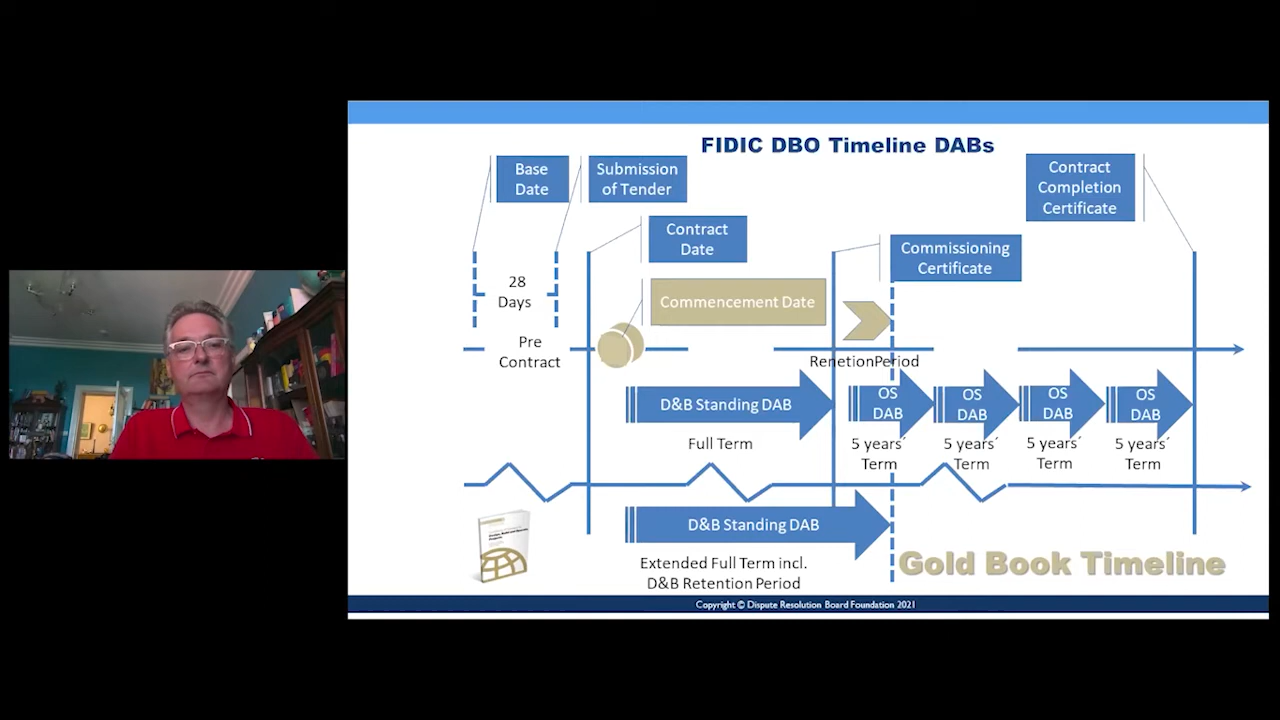 FIDIC DBO Timeline DABs
Base
Date
Submission
of Tender
Contract
Completion
Certificate
Contract
Date
Commissioning
Certificate
28
Days
Commencement Date
Pre
Contract
RenetionPeriod
D&B Standing DAB
OS
DAB
OS
DAB
OS
DAB
OS
DAB
Full Term
5 years´
Term
5 years´
Term
5 years´
Term
5 years´
Term
D&B Standing DAB
Extended Full Term incl.
D&B Retention Period
Gold Book Timeline
Copyright © Dispute Resolution Board Foundation 2021